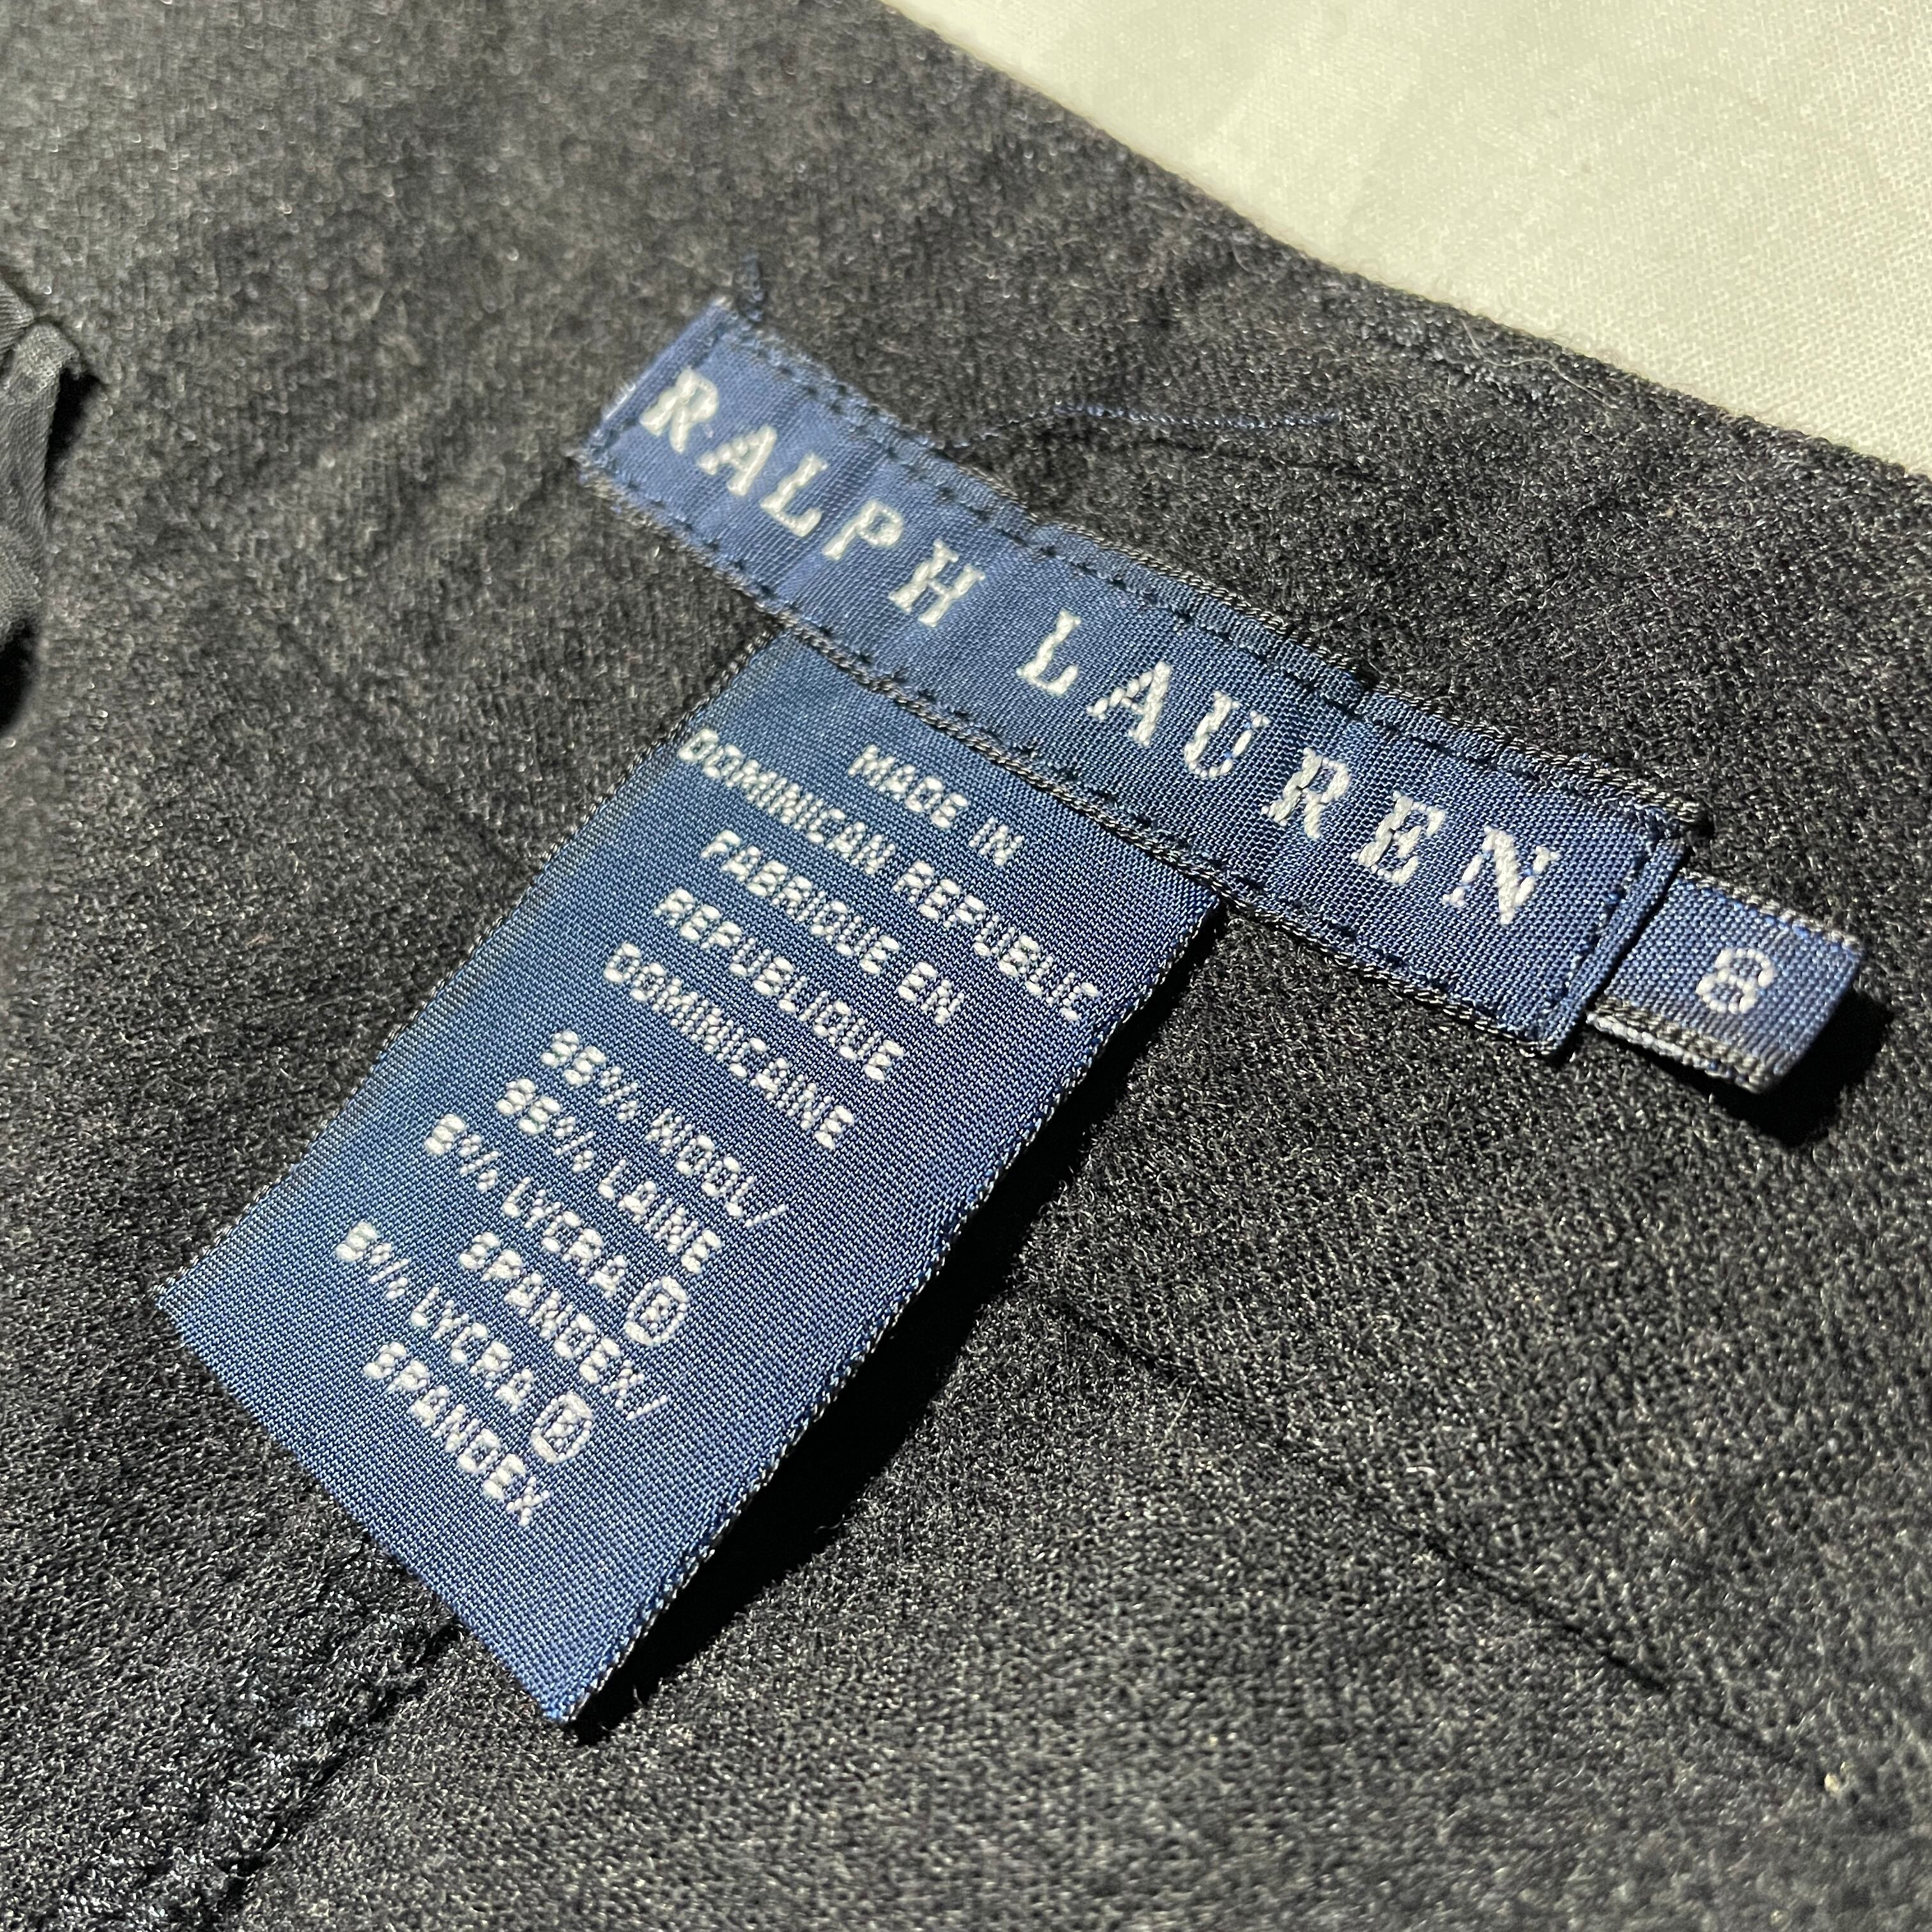 RALPH LAUREN
8
MADE IN
DOMINICAN REPUBLIC
FABRIQUE EN
REPUBLIQUE
DOMINICAINE
95% WOOL/
95% LAINE
5% LYCRA ®
SPANDEX/
5% LYCRA ®
SPANDEX